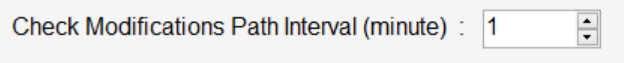 Check Modifications Path Interval (minute) : 1